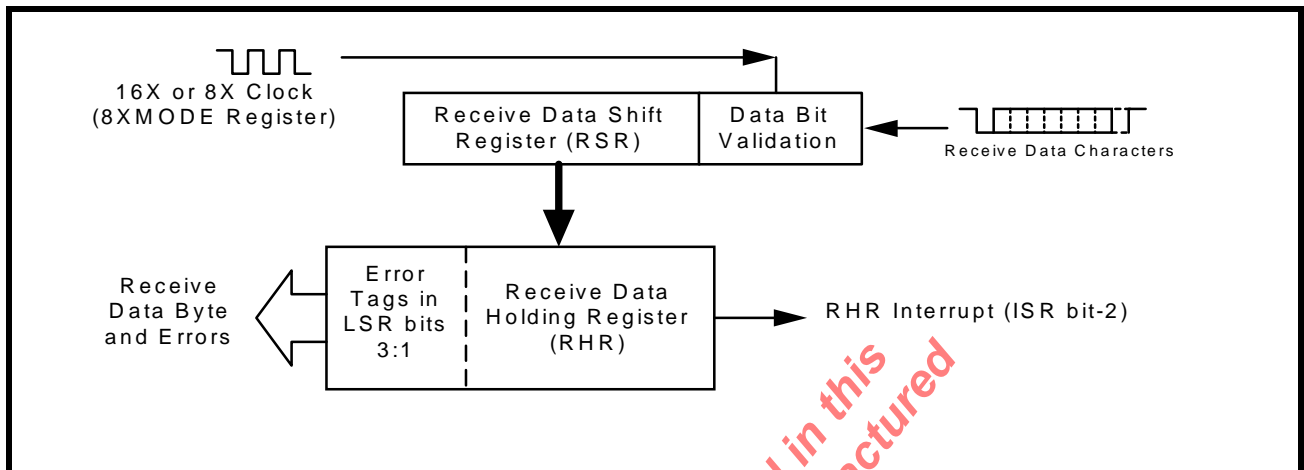 16X or 8X Clock
(8XMODE Register)
Receive Data Shift
Register (RSR)
Data Bit
Validation
Receive Data Characters
Receive
Data Byte
and Errors
Error
Tags in
LSR bits
3:1
Receive Data
Holding Register
(RHR)
RHR Interrupt (ISR bit-2)
in this